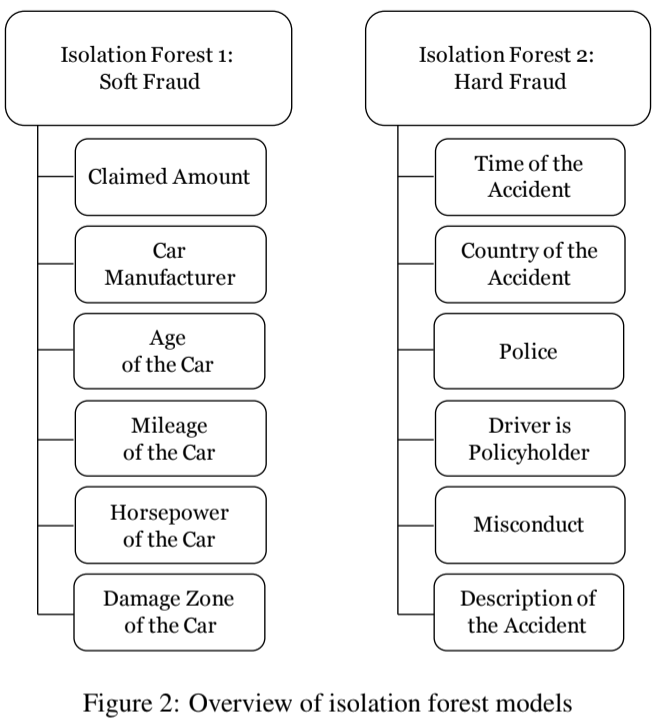 Isolation Forest 1:
Soft Fraud
Claimed Amount
Car
Manufacturer
Age
of the Car
Mileage
of the Car
Horsepower
of the Car
Damage Zone
of the Car
Isolation Forest 2:
Hard Fraud
Time of the
Accident
Country of the
Accident
Police
Driver is
Policyholder
Misconduct
Description of
the Accident
Figure 2: Overview of isolation forest models